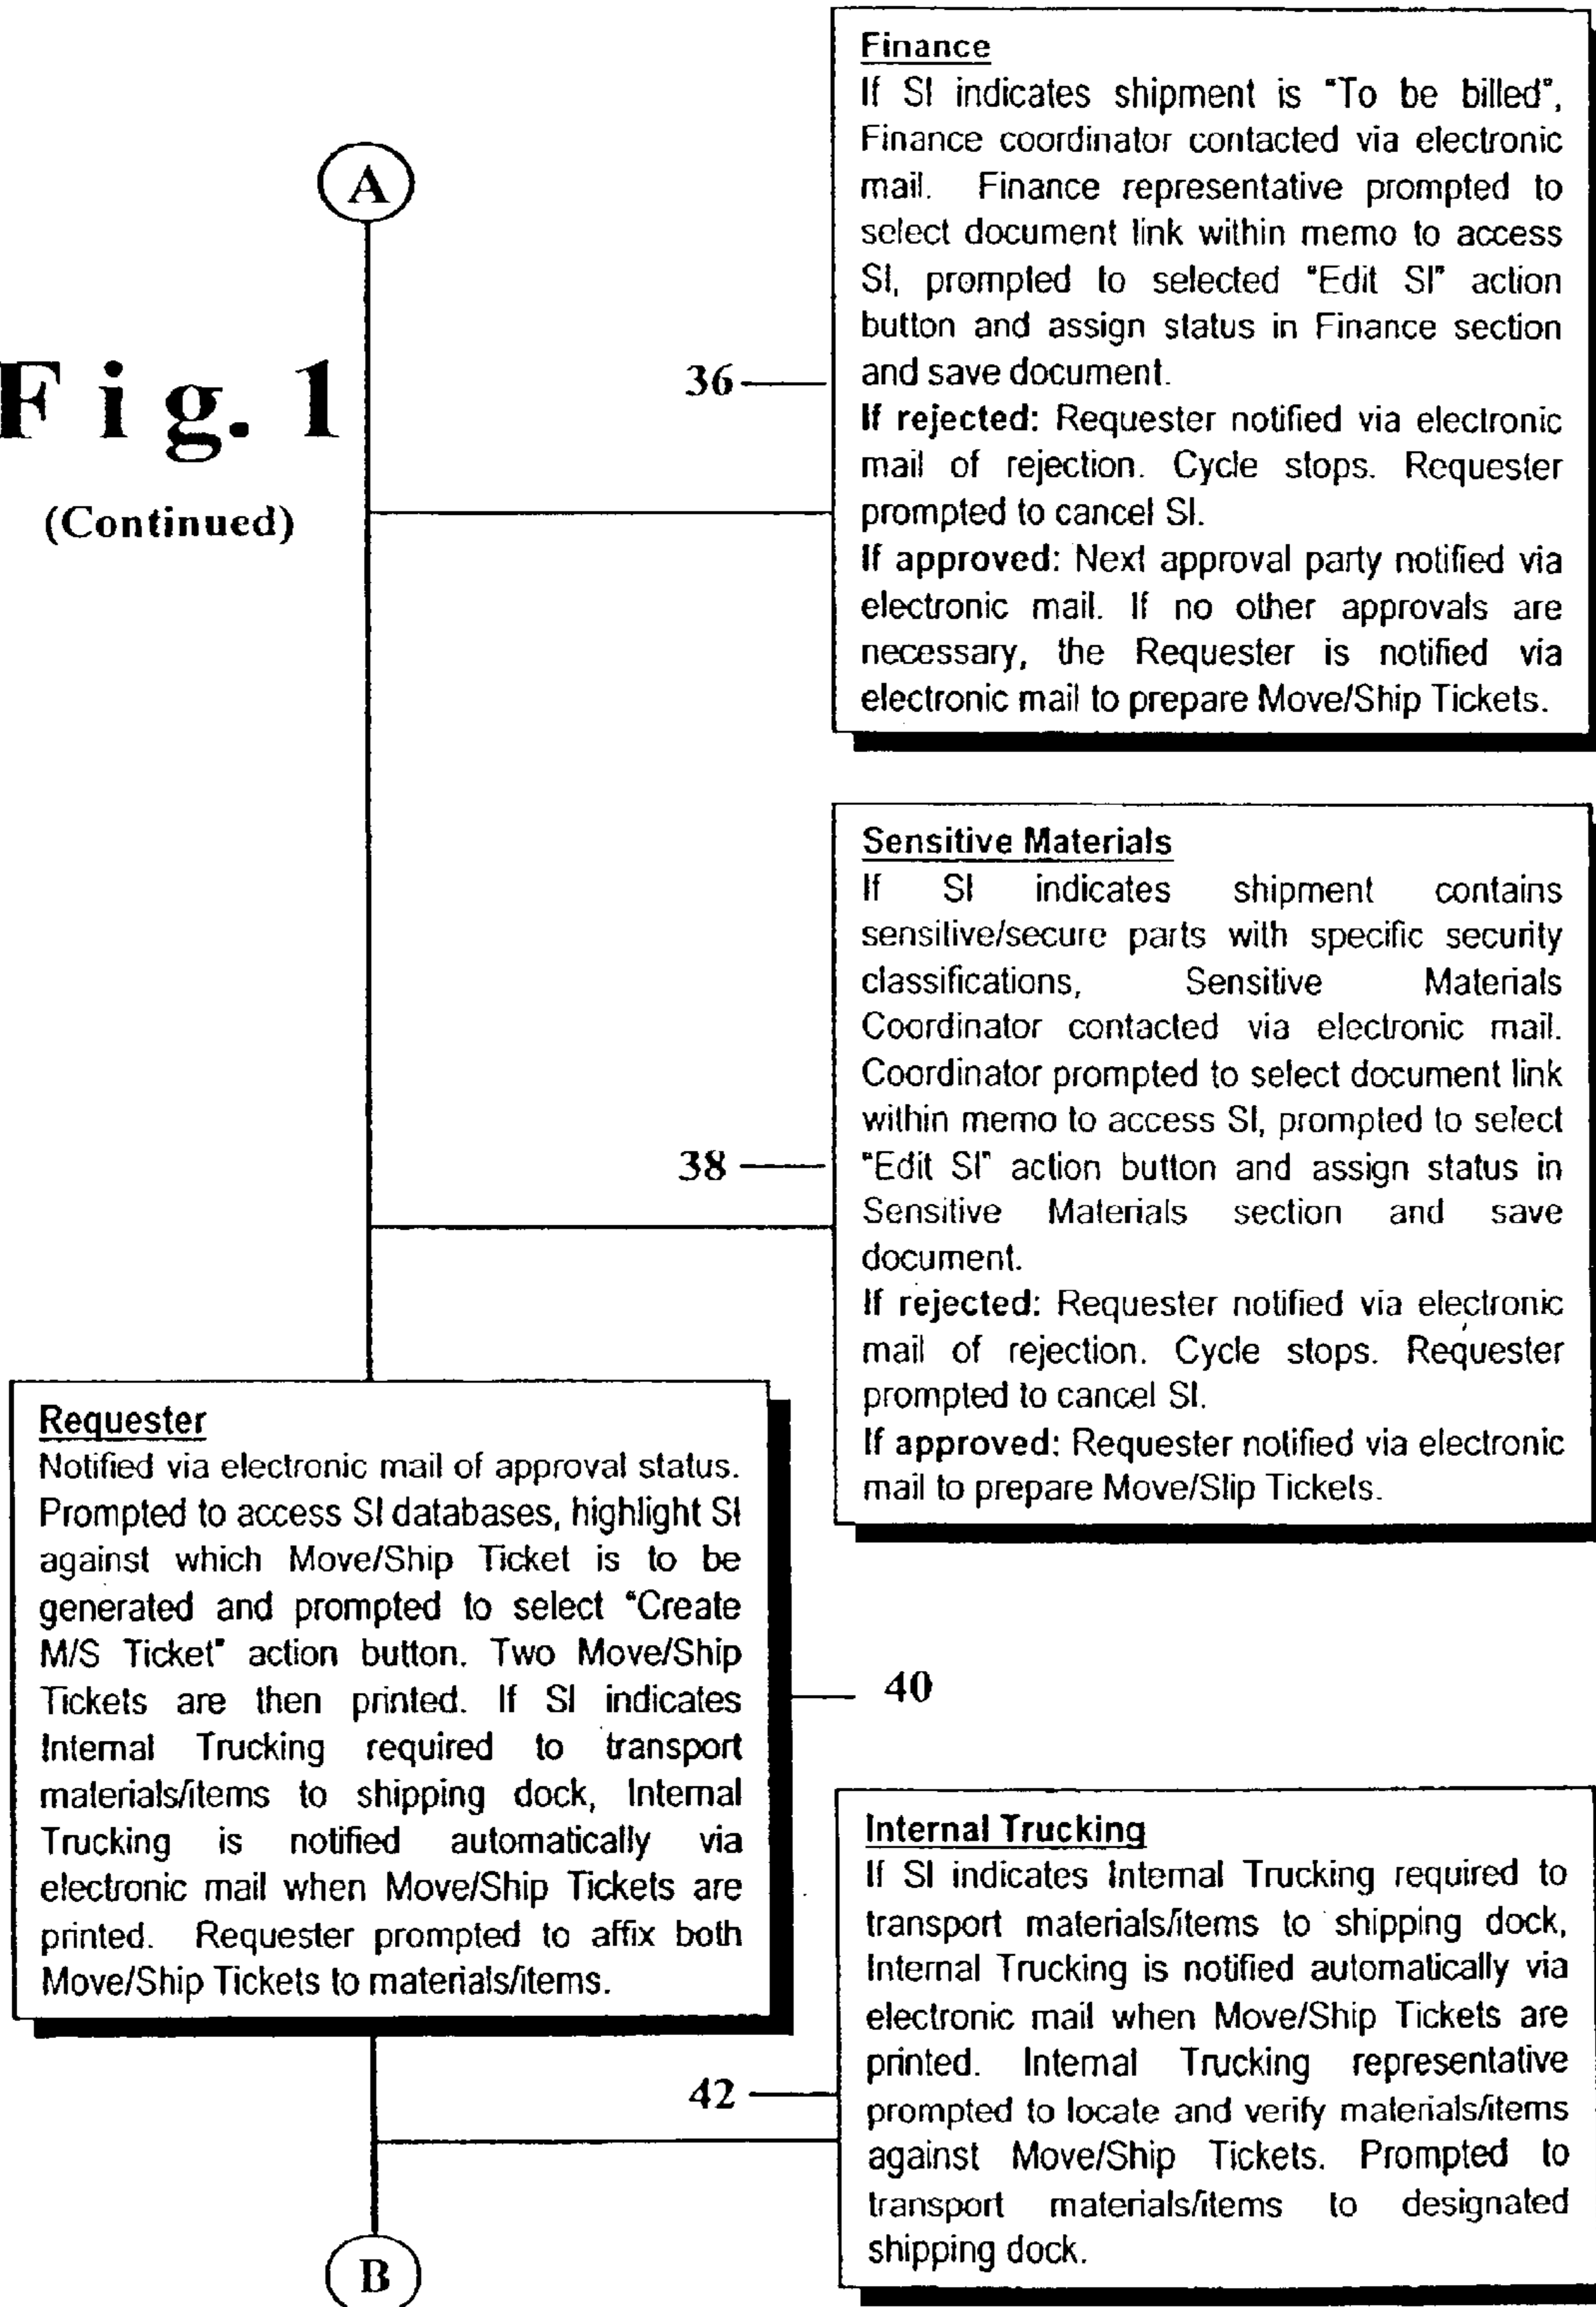 A
Fig. 1
(Continued)
36
Finance
If SI indicates shipment is "To be billed",
Finance coordinator contacted via electronic
mail. Finance representative prompted to
select document link within memo to access
SI, prompted to selected "Edit SI" action
button and assign status in Finance section
and save document.
If rejected: Requester notified via electronic
mail of rejection. Cycle stops. Requester
prompted to cancel SI.
If approved: Next approval party notified via
electronic mail. If no other approvals are
necessary, the Requester is notified via
electronic mail to prepare Move/Ship Tickets.
38
Sensitive Materials
If SI indicates shipment contains
sensitive/secure parts with specific security
classifications, Sensitive Materials
Coordinator contacted via electronic mail.
Coordinator prompted to select document link
within memo to access SI, prompted to select
"Edit SI" action button and assign status in
Sensitive Materials section and save
document.
If rejected: Requester notified via electronic
mail of rejection. Cycle stops. Requester
prompted to cancel SI.
If approved: Requester notified via electronic
mail to prepare Move/Slip Tickets.
Requester
Notified via electronic mail of approval status.
Prompted to access SI databases, highlight SI
against which Move/Ship Ticket is to be
generated and prompted to select "Create
M/S Ticket" action button. Two Move/Ship
Tickets are then printed. If SI indicates
Internal Trucking required to transport
materials/items to shipping dock, Internal
Trucking is notified automatically via
electronic mail when Move/Ship Tickets are
printed. Requester prompted to affix both
Move/Ship Tickets to materials/items.
40
42
Internal Trucking
If SI indicates Internal Trucking required to
transport materials/items to shipping dock,
Internal Trucking is notified automatically via
electronic mail when Move/Ship Tickets are
printed. Internal Trucking representative
prompted to locate and verify materials/items
against Move/Ship Tickets. Prompted to
transport materials/items to designated
shipping dock.
B